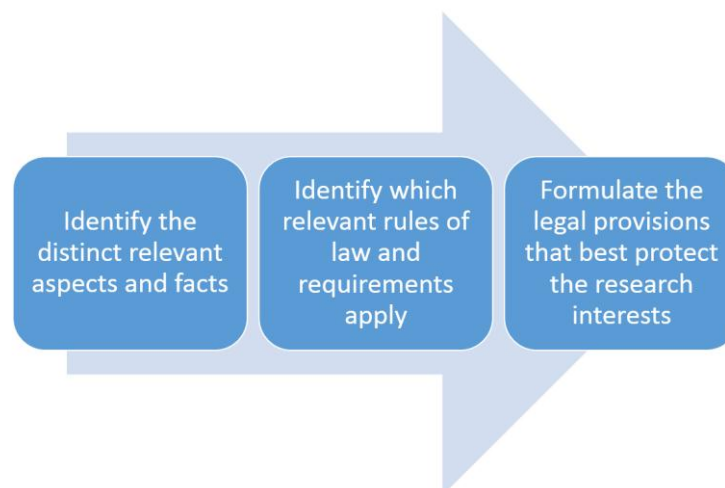 Identify the
distinct relevant
aspects and facts
Identify which
relevant rules of
law and
requirements
apply
Formulate the
legal provisions
that best protect
the research
interests